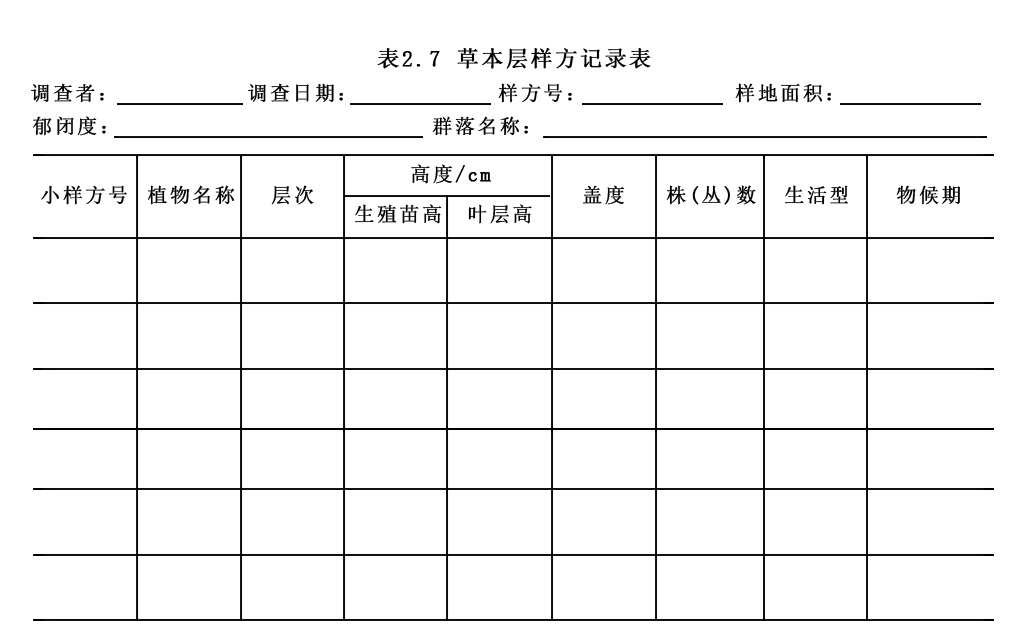 表2.7 草本层样方记录表
调查者: 调查日期: 样方号: 样地面积:
郁闭度: 群落名称:
小样方号 植物名称 层次 高度/cm 盖度 株(丛)数 生活型 物候期
生殖苗高 叶层高